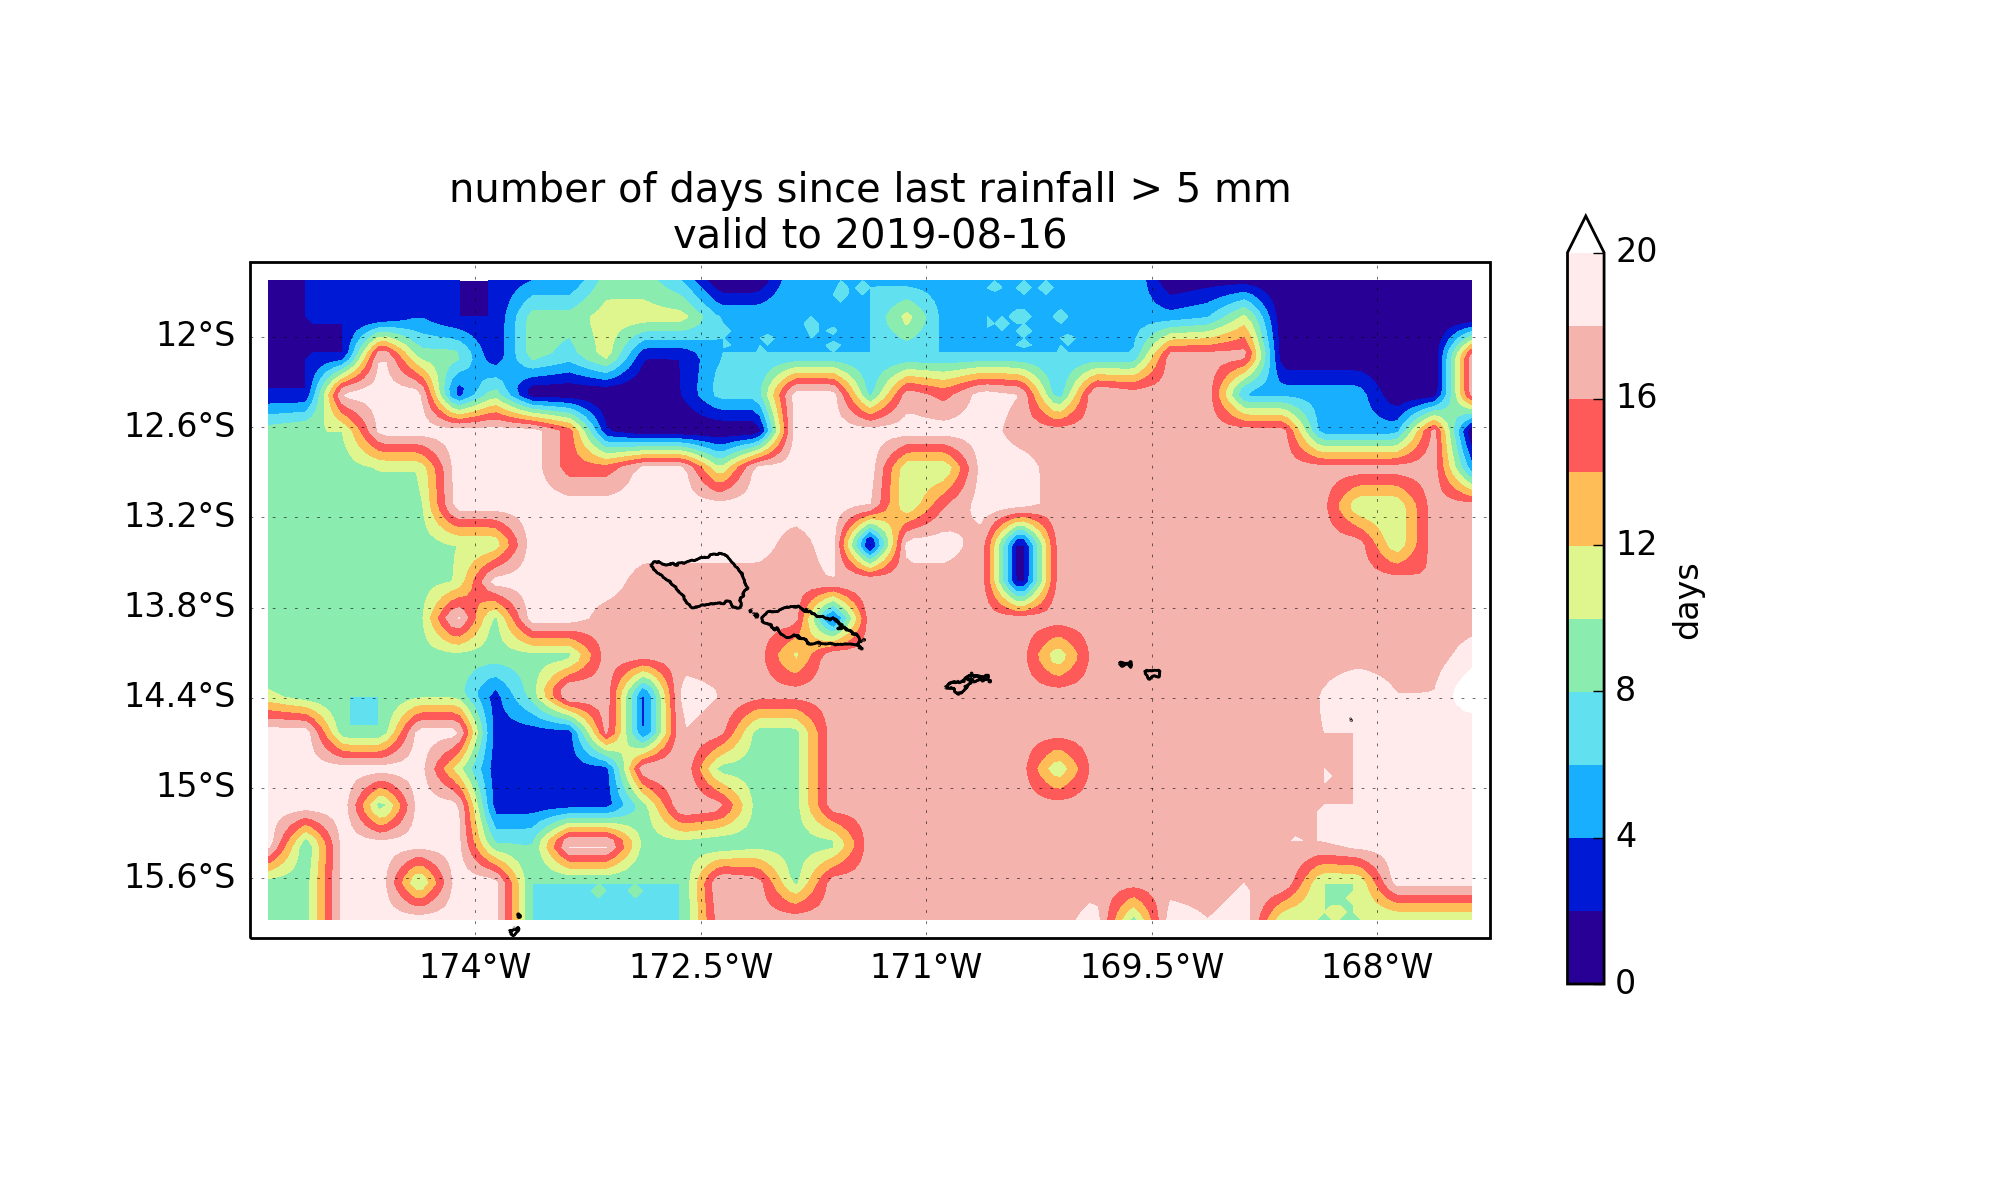 number of days since last rainfall > 5 mm
valid to 2019-08-16
12°S
12.6°S
13.2°S
13.8°S
14.4°S
15°S
15.6°S
174°W
172.5°W
171°W
169.5°W
168°W
20
16
12
8
4
0
days